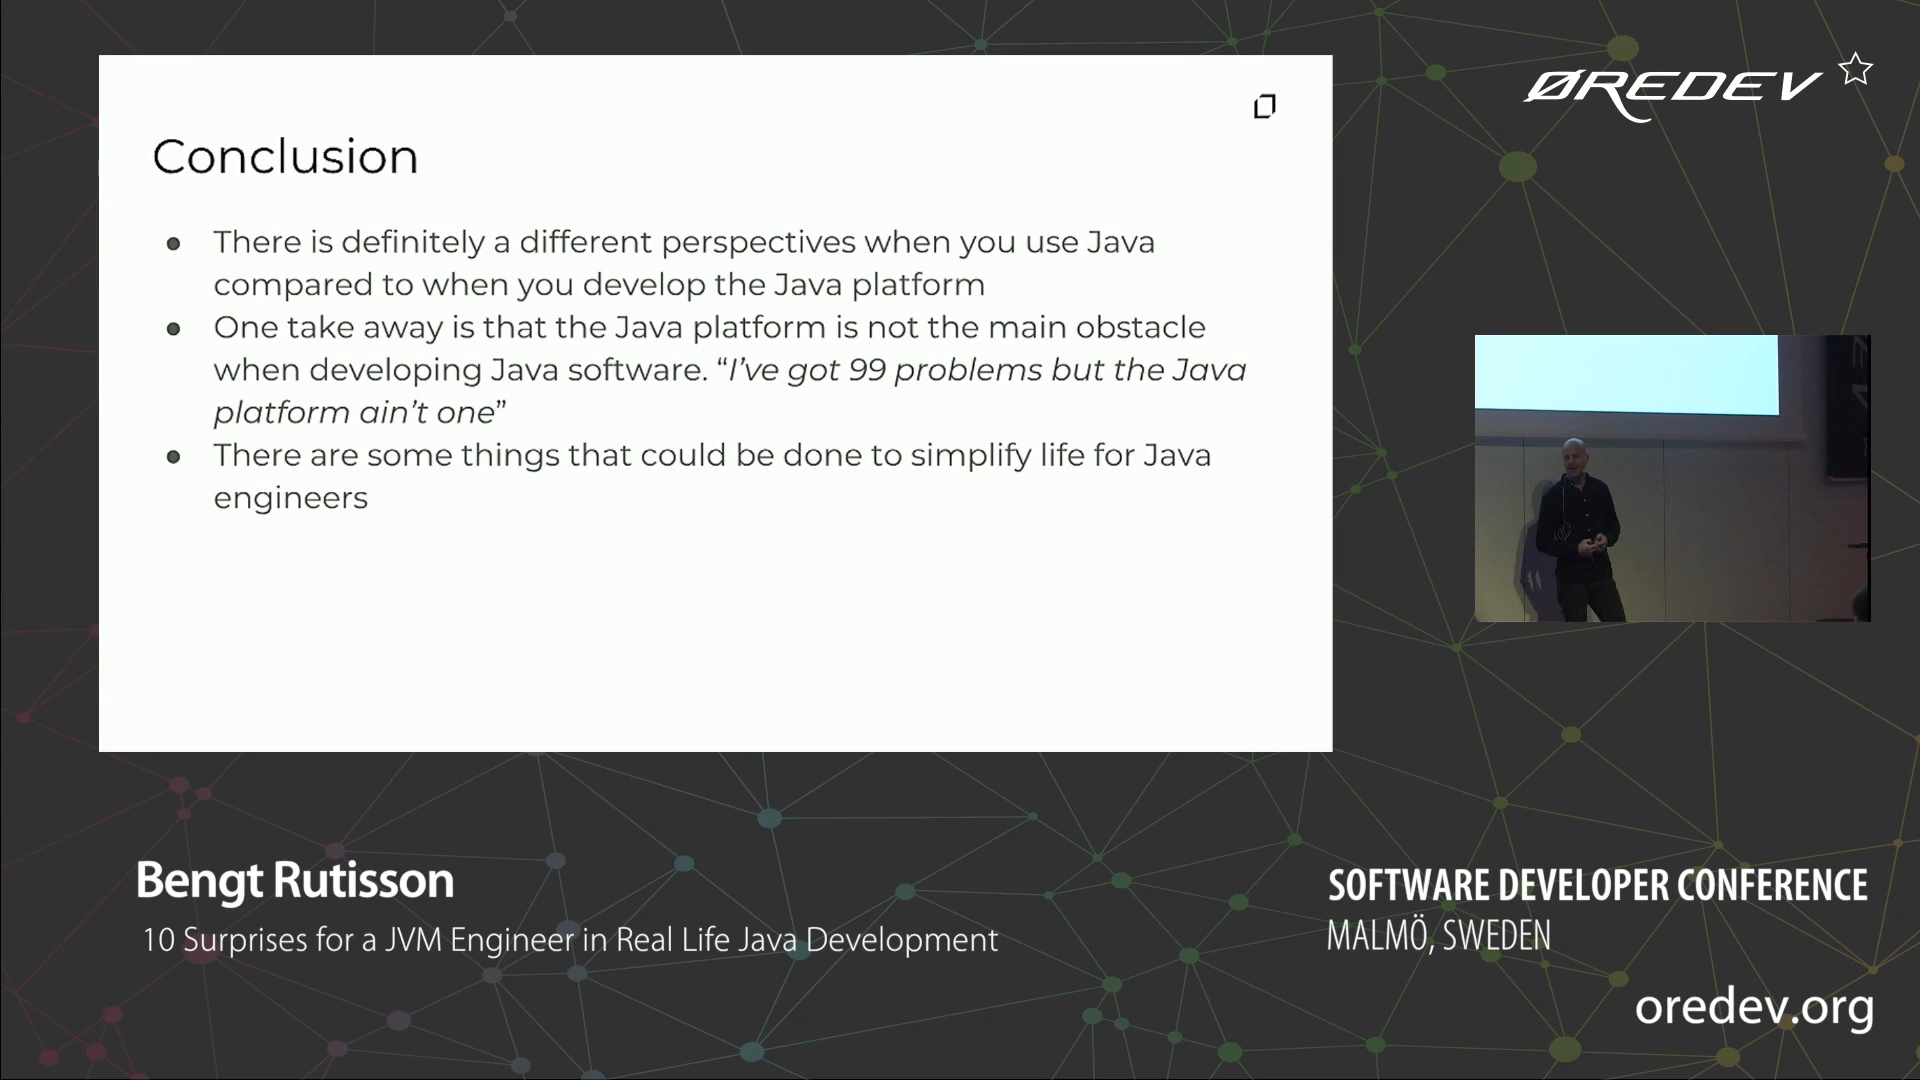 ØREDEV
Conclusion
● There is definitely a different perspectives when you use Java
compared to when you develop the Java platform
● One take away is that the Java platform is not the main obstacle
when developing Java software. “I’ve got 99 problems but the Java
platform ain’t one”
● There are some things that could be done to simplify life for Java
engineers
Bengt Rutisson
10 Surprises for a JVM Engineer in Real Life Java Development
SOFTWARE DEVELOPER CONFERENCE
MALMÖ, SWEDEN
oredev.org